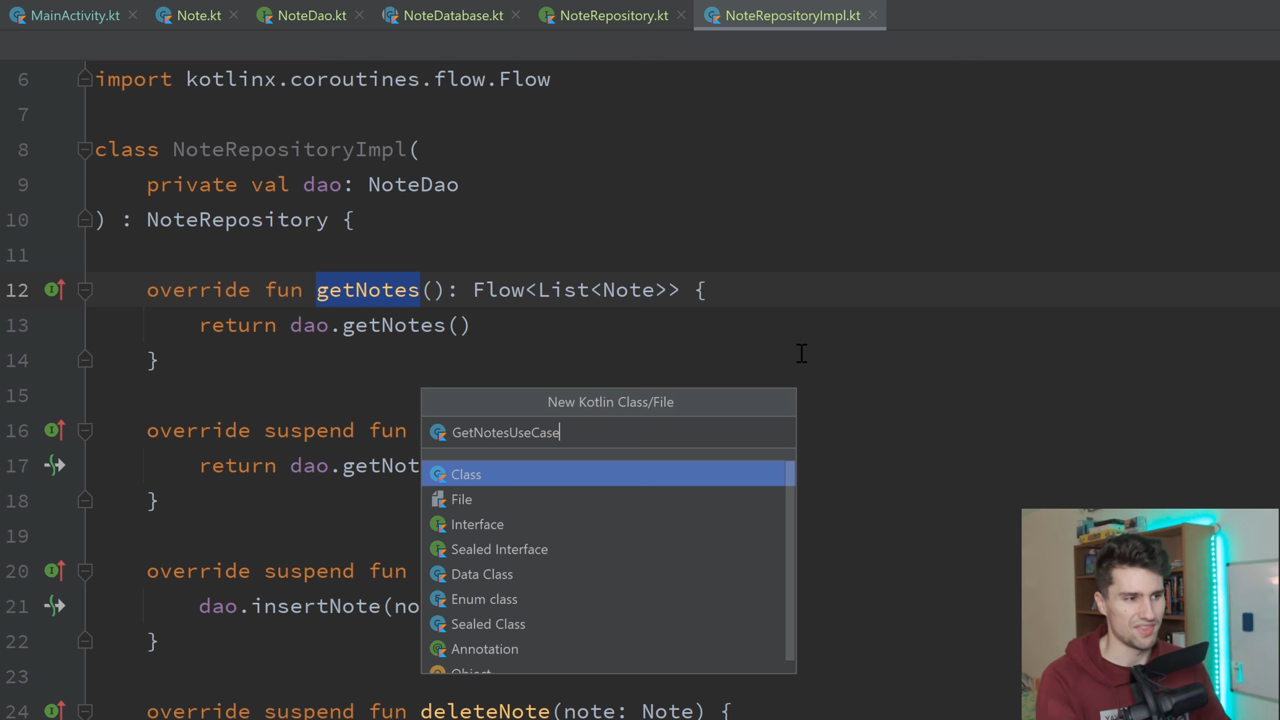 MainActivity.kt
Note.kt
NoteDao.kt
NoteDatabase.kt
NoteRepository.kt
NoteRepositoryImpl.kt
6 import kotlinx.coroutines.flow.Flow
7
8 class NoteRepositoryImpl(
9 private val dao: NoteDao
10 ) : NoteRepository {
11
12 override fun getNotes(): Flow<List<Note>> {
13 return dao.getNotes()
14 }
15
16 override suspend fun
17 return dao.getNot
18 }
19
20 override suspend fun
21 dao.insertNote(no
22 }
23
24 override suspend fun deleteNote(note: Note) {
New Kotlin Class/File
GetNotesUseCase
Class
File
Interface
Sealed Interface
Data Class
Enum class
Sealed Class
Annotation
Object